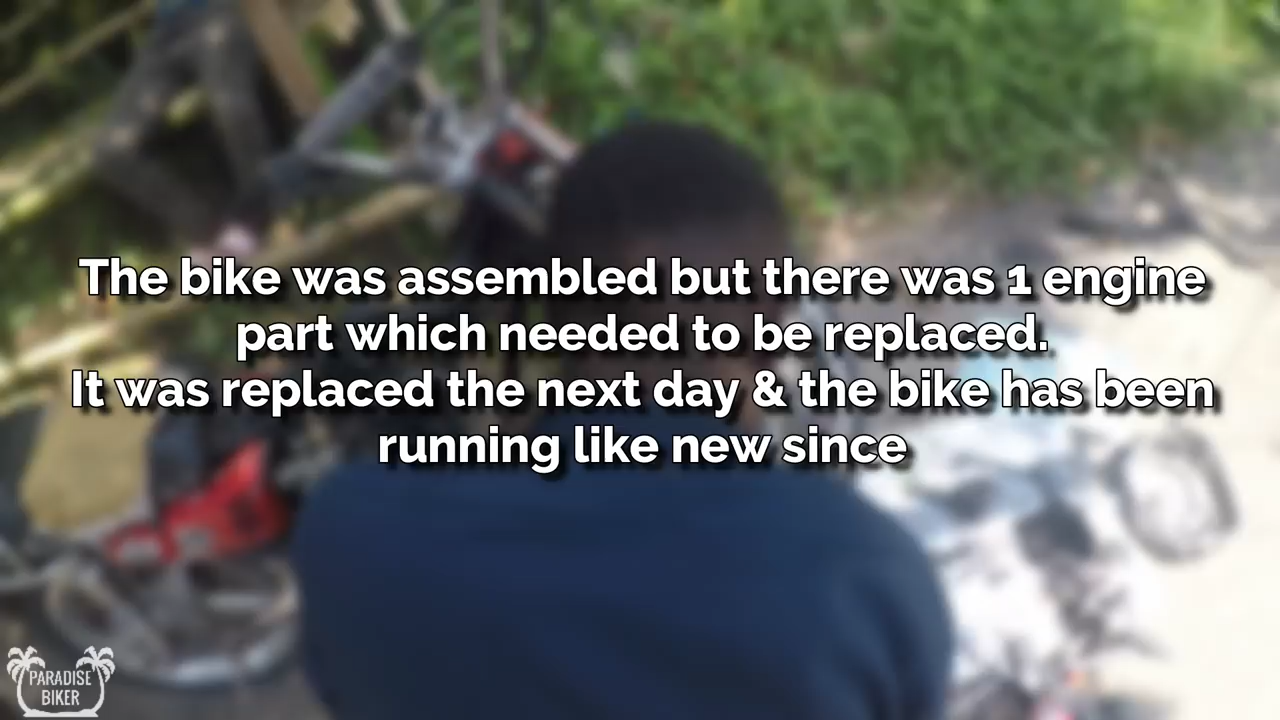 The bike was assembled but there was 1 engine
part which needed to be replaced.
It was replaced the next day & the bike has been
running like new since
PARADISE
BIKER